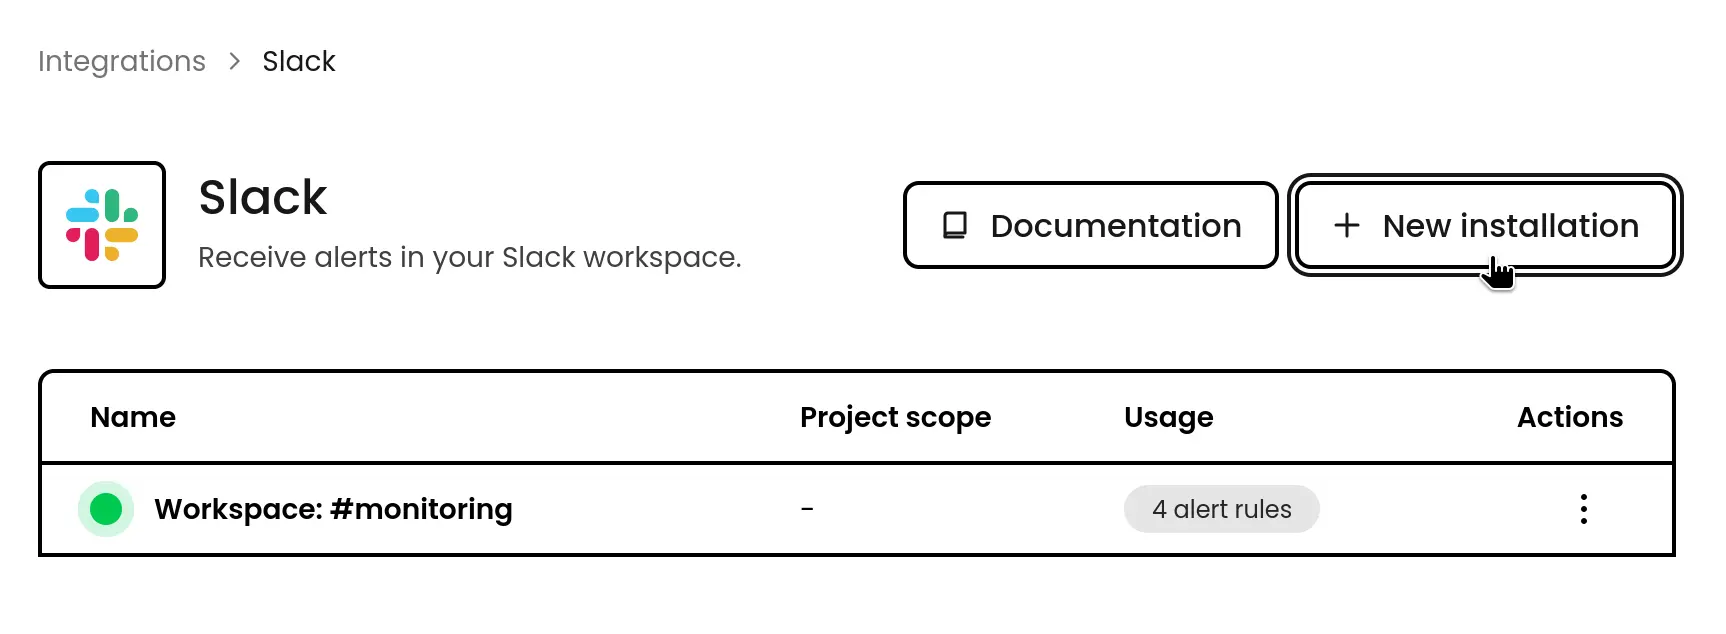 Integrations > Slack
Slack
Receive alerts in your Slack workspace.
Documentation
+ New installation
Name Project scope Usage Actions
Workspace: #monitoring - 4 alert rules